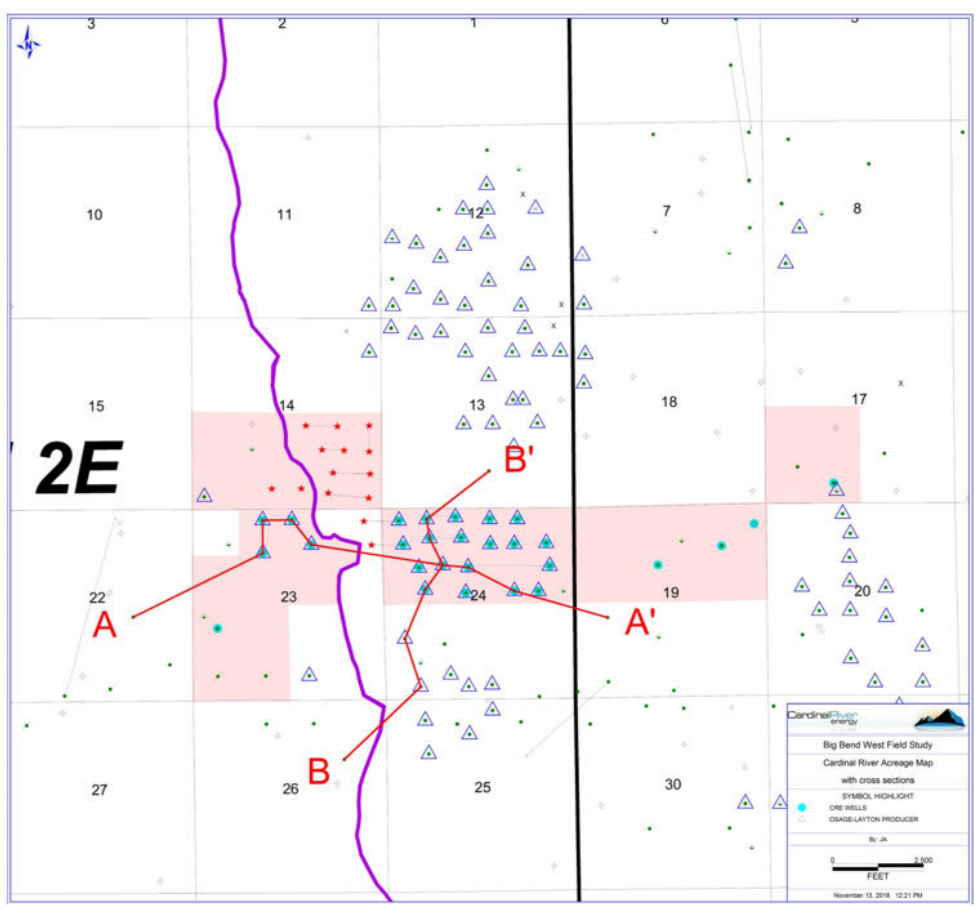 3 2 1 6 5
N
10 11 12 7 8
x
x
x
x
15 14 13 18 17
2E
B'
22 23 24 19 20
A A'
B
27 26 25 30
CardinalRiver
energy
Big Bend West Field Study
Cardinal River Acreage Map
with cross sections
SYMBOL HIGHLIGHT
CRE WELLS
OSAGE-LAYTON PRODUCER
By: JA
0 2,500
FEET
November 13, 2018 12:21 PM